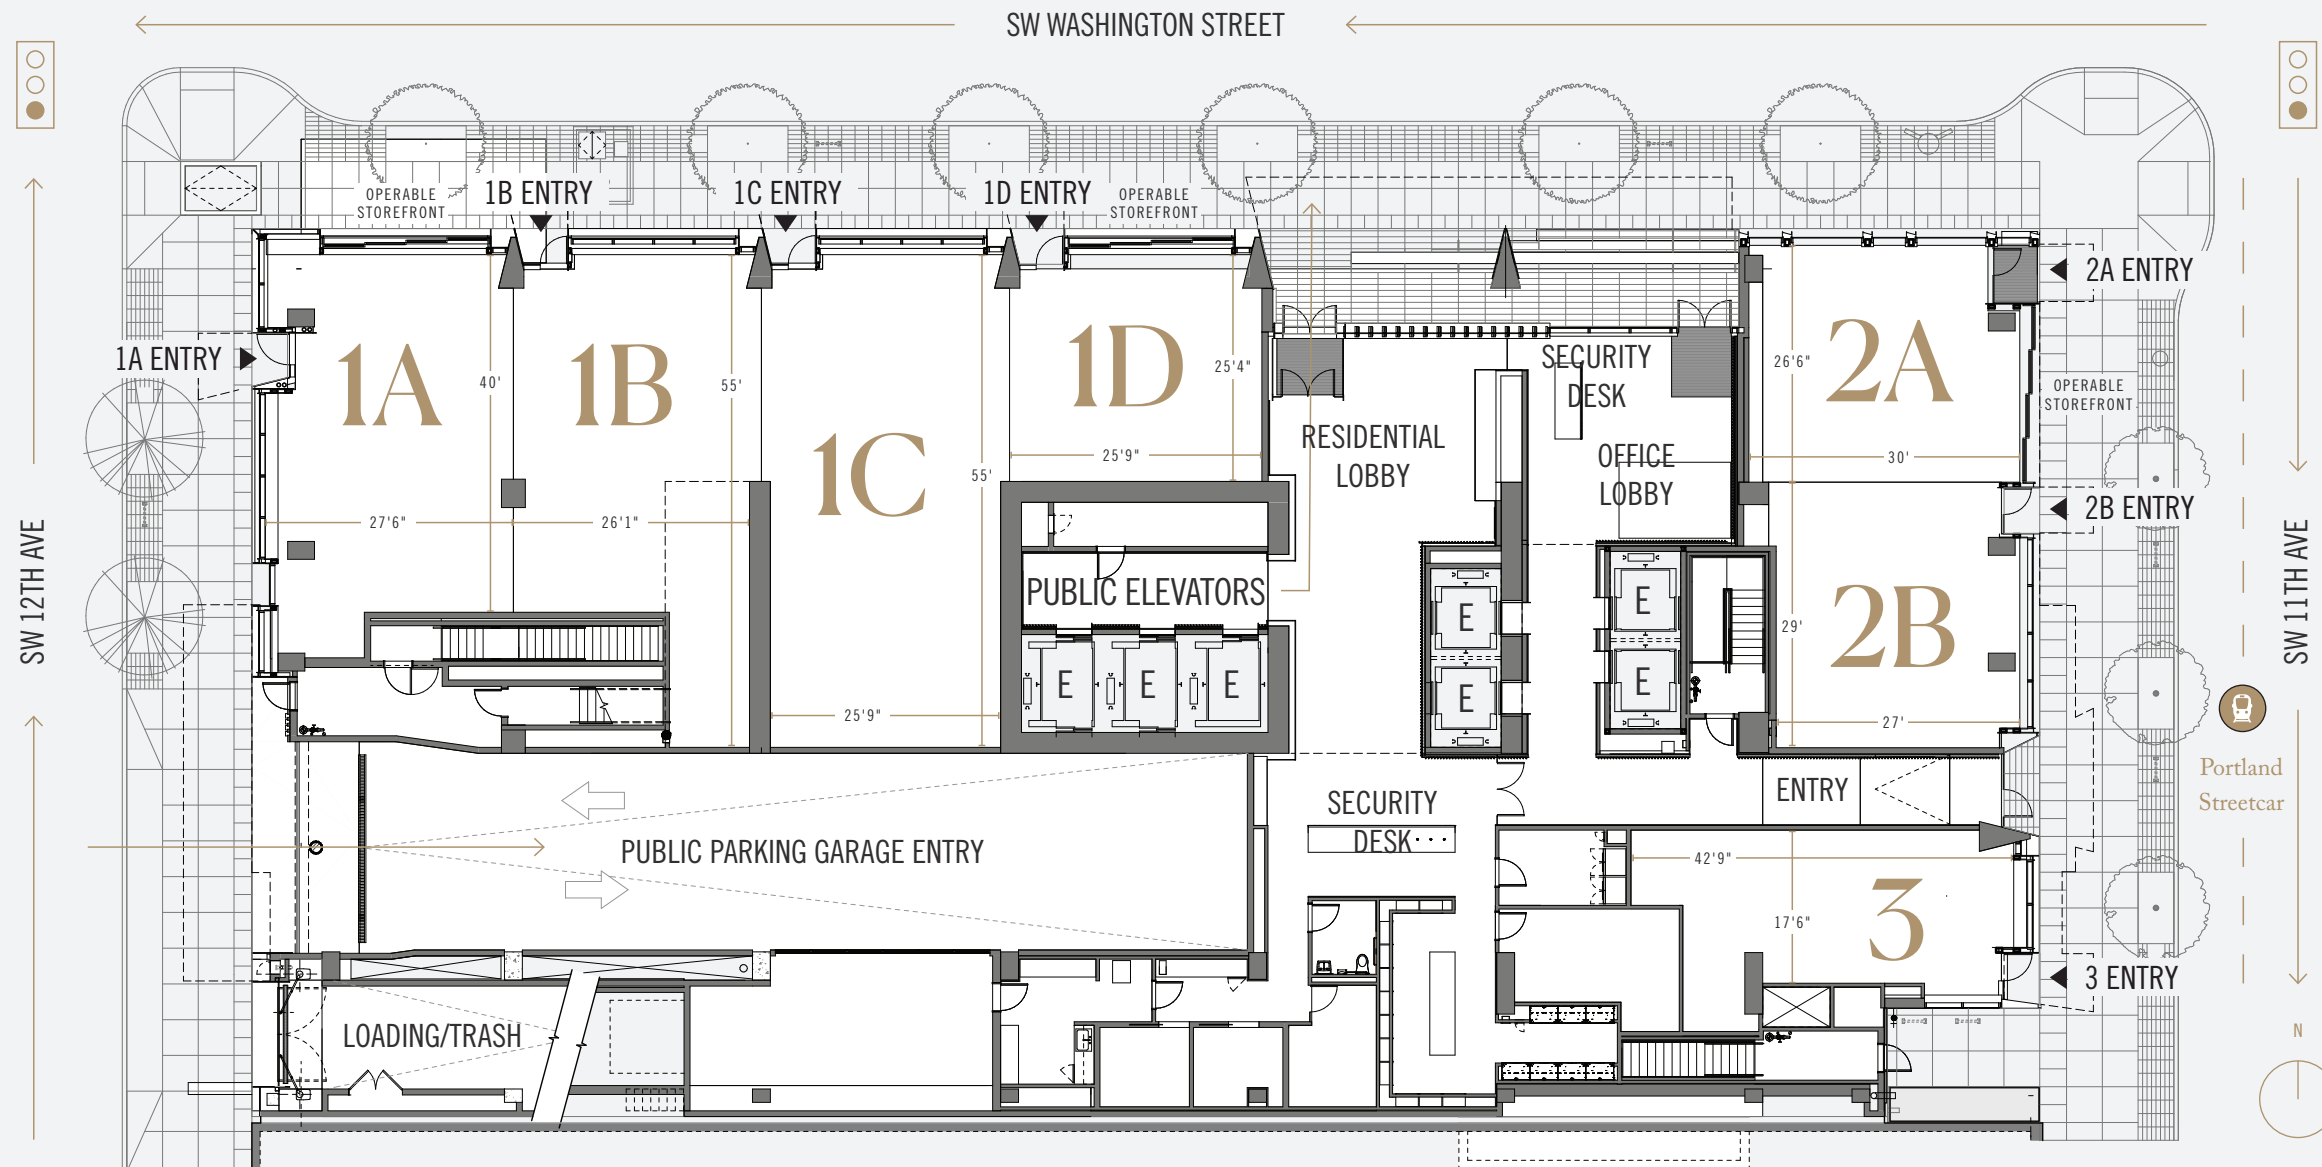 SW WASHINGTON STREET
OPERABLE
STOREFRONT
1B ENTRY
1C ENTRY
1D ENTRY
OPERABLE
STOREFRONT
2A ENTRY
1A ENTRY
1A
40'
1B
55'
1C
55'
1D
25'4"
25'9"
SECURITY
DESK
RESIDENTIAL
LOBBY
OFFICE
LOBBY
26'6"
2A
30'
OPERABLE
STOREFRONT
2B ENTRY
27'6"
26'1"
SW 12TH AVE
SW 11TH AVE
PUBLIC ELEVATORS
E
E
E
E
E
E
E
29'
2B
27'
25'9"
Portland
Streetcar
ENTRY
SECURITY
DESK
PUBLIC PARKING GARAGE ENTRY
42'9"
17'6"
3
3 ENTRY
LOADING/TRASH
N